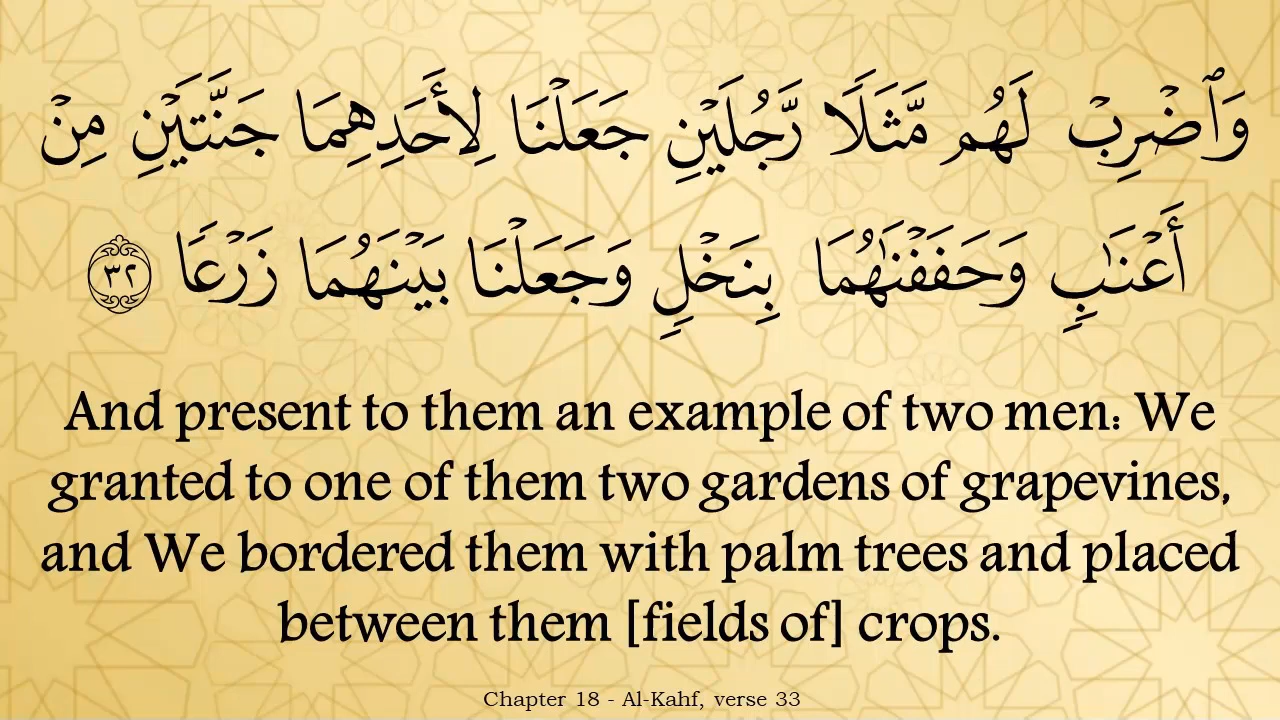 وَٱضْرِبْ لَهُم مَّثَلًا رَّجُلَيْنِ جَعَلْنَا لِأَحَدِهِمَا جَنَّتَيْنِ مِنْ
أَعْنَٰبٍ وَحَفَفْنَٰهُمَا بِنَخْلٍ وَجَعَلْنَا بَيْنَهُمَا زَرْعًا ٣٢
And present to them an example of two men: We
granted to one of them two gardens of grapevines,
and We bordered them with palm trees and placed
between them [fields of] crops.
Chapter 18 - Al-Kahf, verse 33